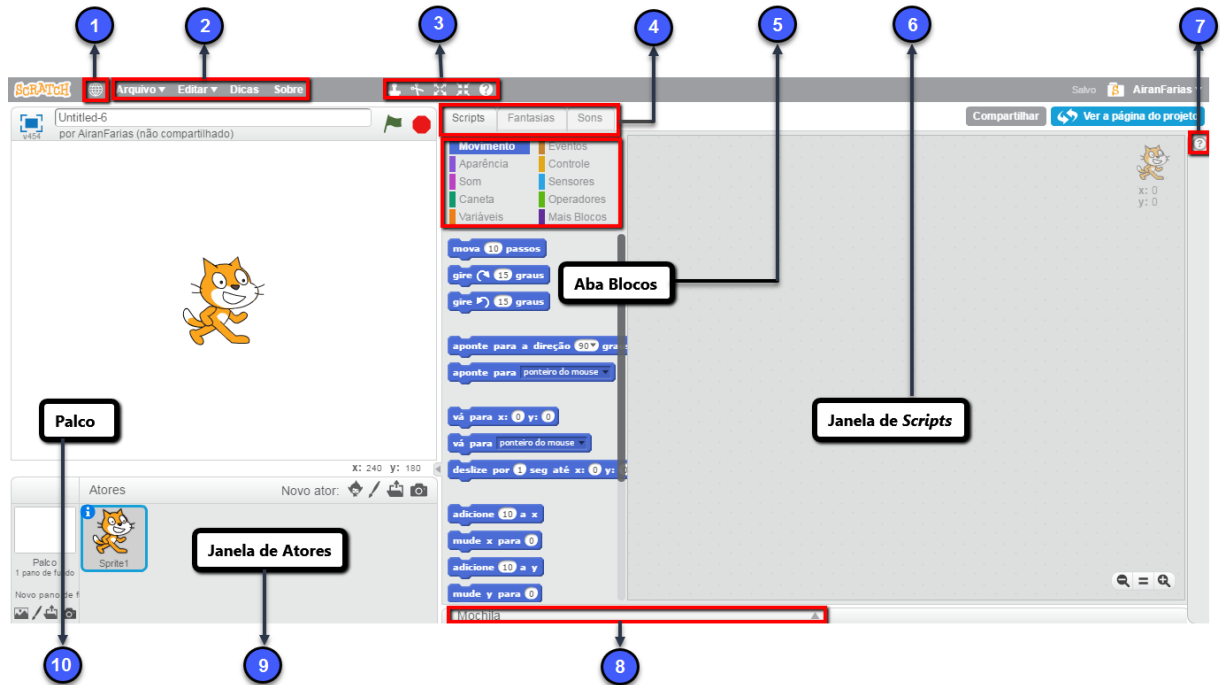 1 2 3 4 5 6 7
SCRATCH Arquivo▼ Editar▼ Dicas Sobre Salvo AiranFarias
Untitled-6
v454 por AiranFarias (não compartilhado)
Scripts Fantasias Sons
Compartilhar Ver a página do projeto
Movimento Eventos
Aparência Controle
Som Sensores
Caneta Operadores
Variáveis Mais Blocos
x: 0
y: 0
mova 10 passos
gire 15 graus
gire 15 graus
Aba Blocos
aponte para a direção 90▼ gra
aponte para ponteiro do mouse
vá para x: 0 y: 0
vá para ponteiro do mouse
deslize por 1 seg até x: 0 y:
adicione 10 a x
mude x para 0
adicione 10 a y
mude y para 0
Palco
Janela de Scripts
X: 240 Y: 180
Atores Novo ator:
Sprite1
Palco
1 pano de fundo
Novo pano de f
Janela de Atores
Mochila
10 9 8